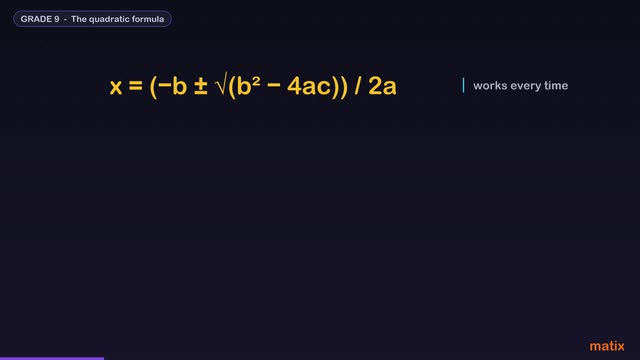 GRADE 9 - The quadratic formula
x = (−b ± √(b² − 4ac)) / 2a
works every time
matix